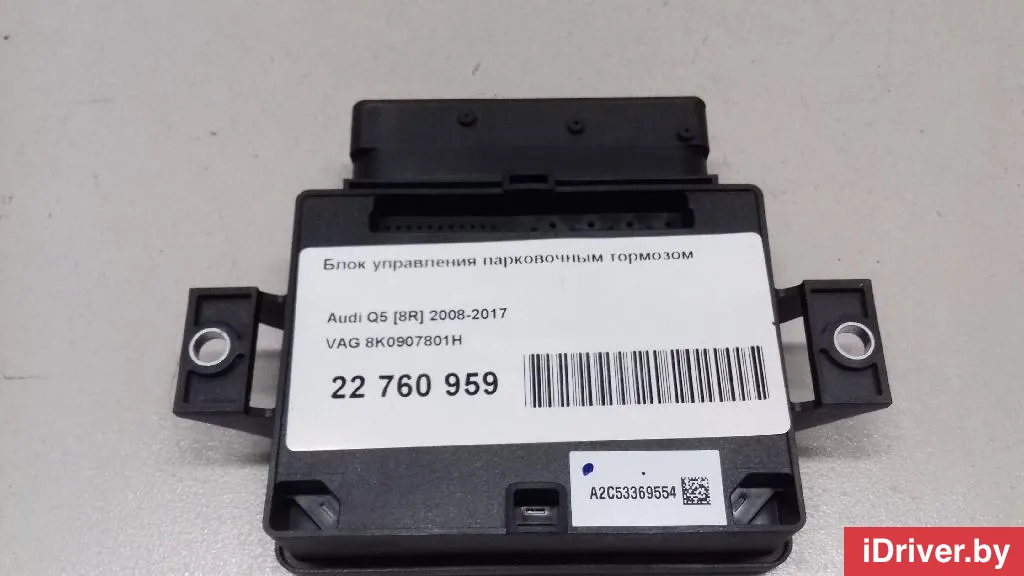 Блок управления парковочным тормозом
Audi Q5 [8R] 2008-2017
VAG 8K0907801H
22 760 959
A2C53369554
iDriver.by